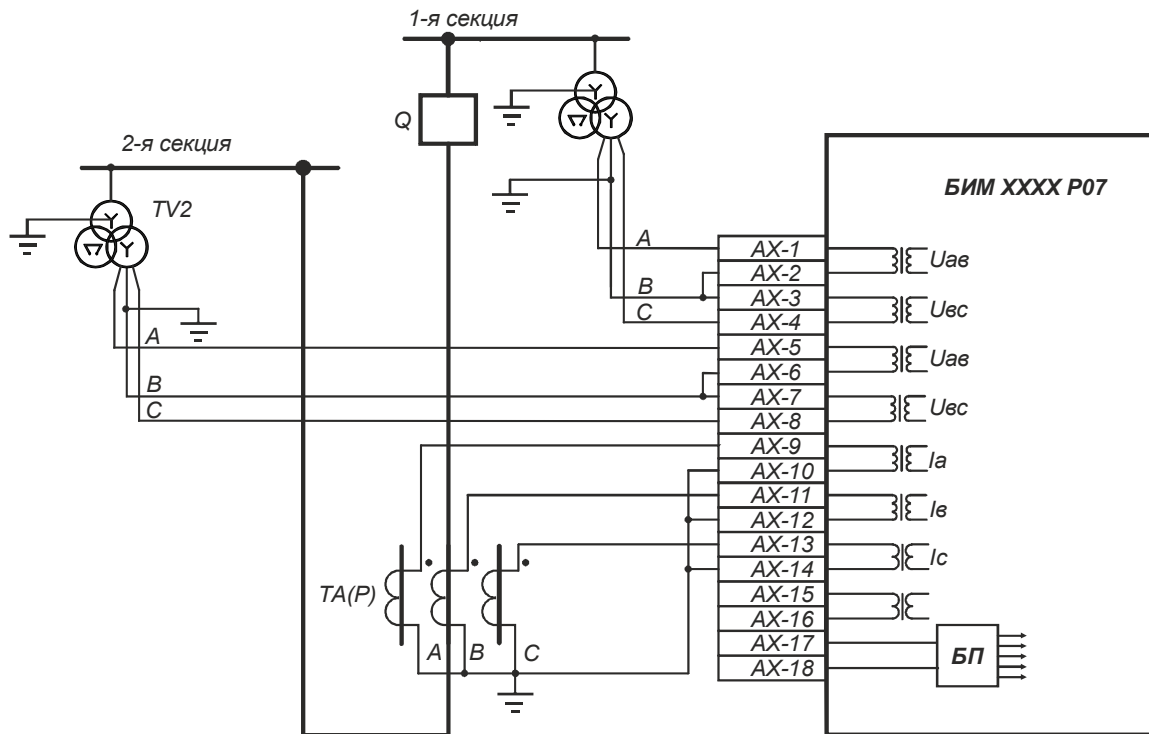 1-я секция
Q
2-я секция
TV2
БИМ XXXX P07
A
B
C
A
B
C
AX-1
AX-2
AX-3
AX-4
AX-5
AX-6
AX-7
AX-8
AX-9
AX-10
AX-11
AX-12
AX-13
AX-14
AX-15
AX-16
AX-17
AX-18
Uав
Uвс
Uав
Uвс
Iа
Iв
Iс
TA(P)
A
B
C
БП